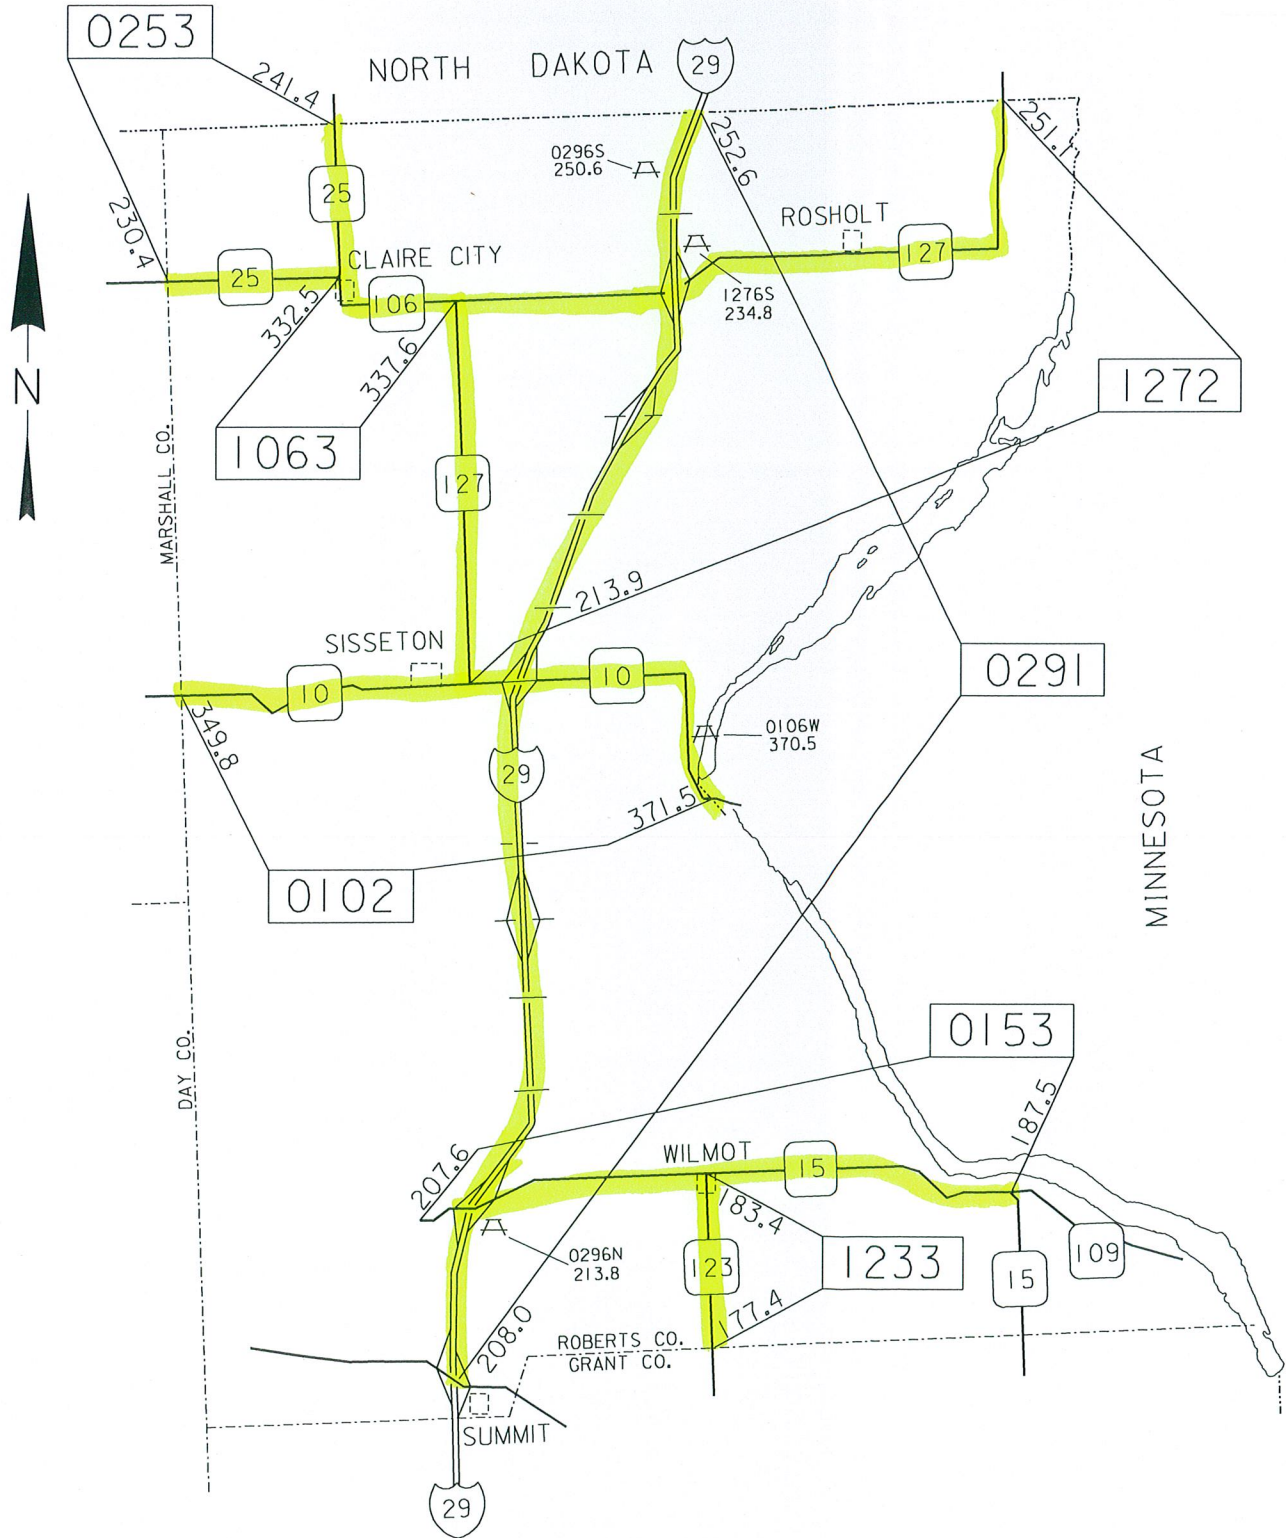 0253
NORTH DAKOTA
29
241.4
252.6
251.1
0296S
250.6
25
ROSHOLT
230.4
25
CLAIRE CITY
127
106
1276S
234.8
332.5
337.6
N
1272
1063
MARSHALL CO.
127
213.9
SISSETON
0291
10
10
349.8
0106W
370.5
29
371.5
MINNESOTA
0102
0153
DAY CO.
187.5
207.6
WILMOT
15
183.4
0296N
213.8
123
1233
15
109
177.4
208.0
ROBERTS CO.
GRANT CO.
SUMMIT
29